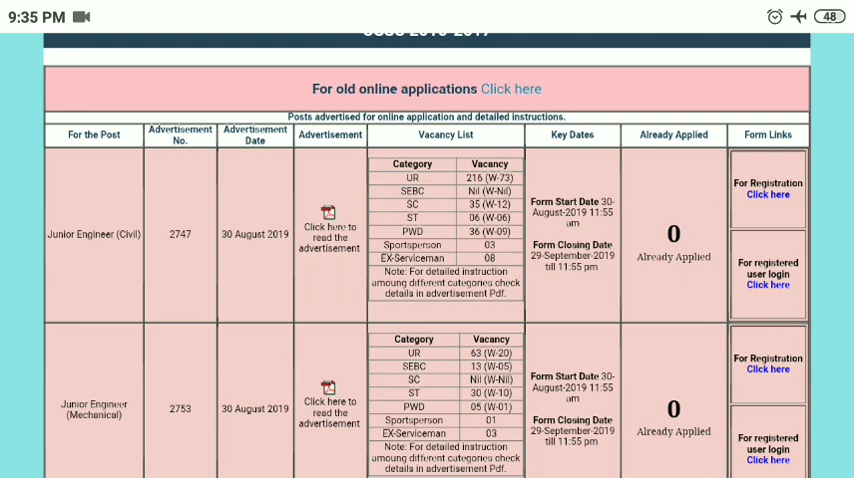 9:35 PM
48
For old online applications Click here
Posts advertised for online application and detailed instructions.
For the Post
Advertisement No.
Advertisement Date
Advertisement
Vacancy List
Key Dates
Already Applied
Form Links
Junior Engineer (Civil)
2747
30 August 2019
Click here to
read the
advertisement
Category Vacancy
UR 216 (W-73)
SEBC Nil (W-Nil)
SC 35 (W-12)
ST 06 (W-06)
PWD 36 (W-09)
Sportsperson 03
EX-Serviceman 08
Note: For detailed instruction
amoung different categories check
details in advertisement Pdf.
Form Start Date 30-
August-2019 11:55
am
Form Closing Date
29-September-2019
till 11:55 pm
0
Already Applied
For Registration
Click here
For registered
user login
Click here
Junior Engineer
(Mechanical)
2753
30 August 2019
Click here to
read the
advertisement
Category Vacancy
UR 63 (W-20)
SEBC 13 (W-05)
SC Nil (W-Nil)
ST 30 (W-10)
PWD 05 (W-01)
Sportsperson 01
EX-Serviceman 03
Note: For detailed instruction
amoung different categories check
details in advertisement Pdf.
Form Start Date 30-
August-2019 11:55
am
Form Closing Date
29-September-2019
till 11:55 pm
0
Already Applied
For Registration
Click here
For registered
user login
Click here